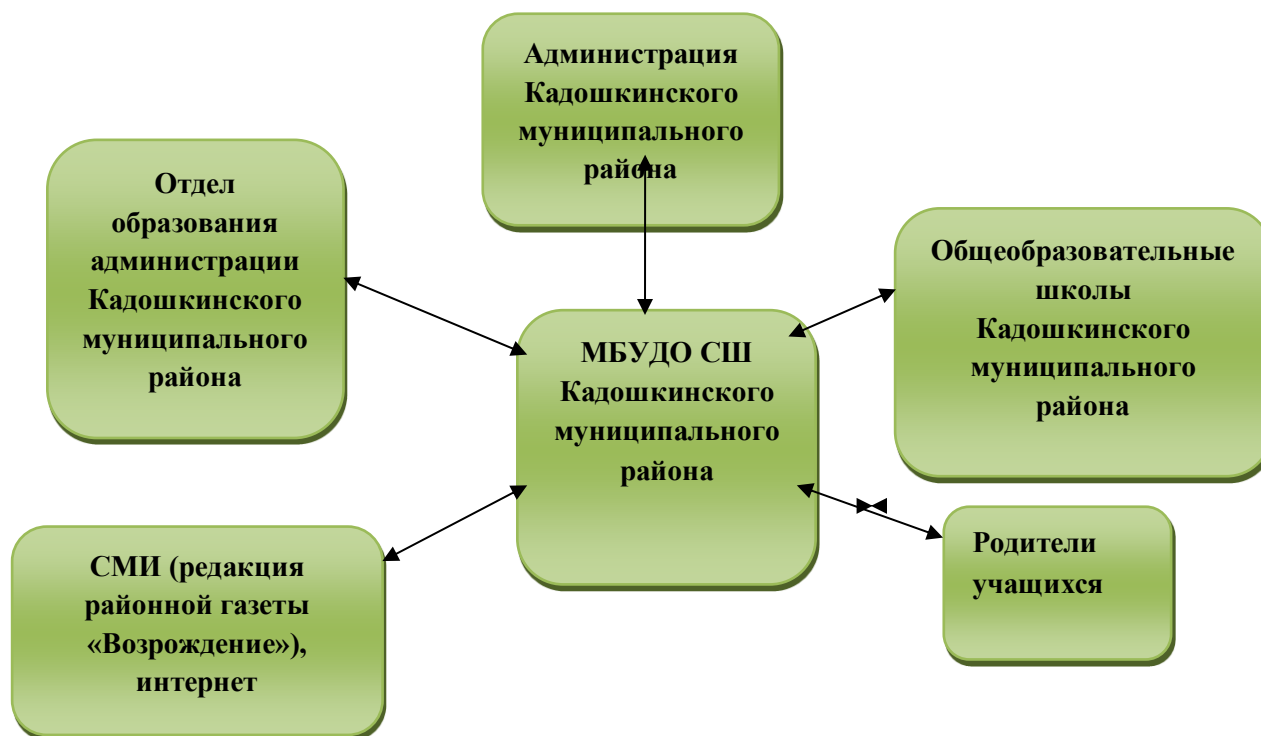 Администрация
Кадошкинского
муниципального
района
Отдел
образования
администрации
Кадошкинского
муниципального
района
Общеобразовательные
школы
Кадошкинского
муниципального
района
МБУДО СШ
Кадошкинского
муниципального
района
СМИ (редакция
районной газеты
«Возрождение»),
интернет
Родители
учащихся